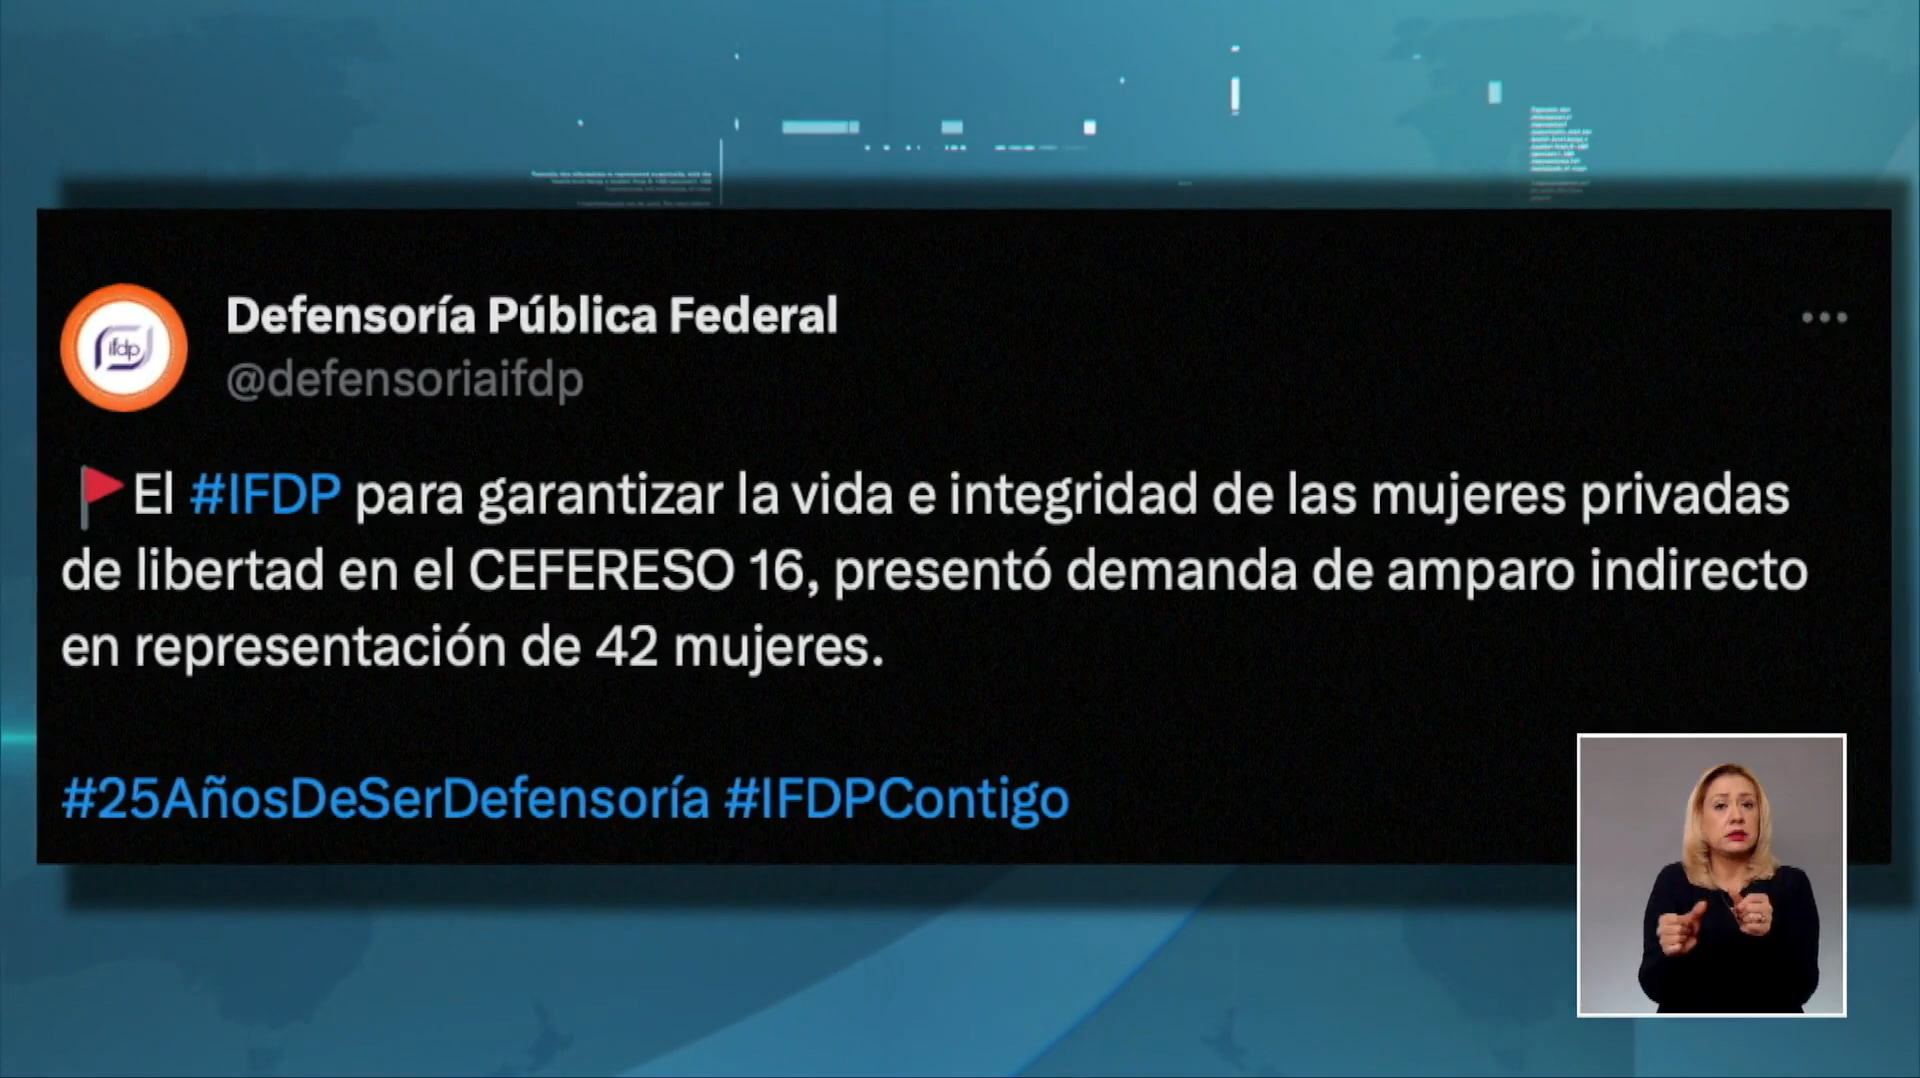 Defensoría Pública Federal
@defensoriaifdp
ifdp
El #IFDP para garantizar la vida e integridad de las mujeres privadas
de libertad en el CEFERESO 16, presentó demanda de amparo indirecto
en representación de 42 mujeres.
#25AñosDeSerDefensoría #IFDPContigo